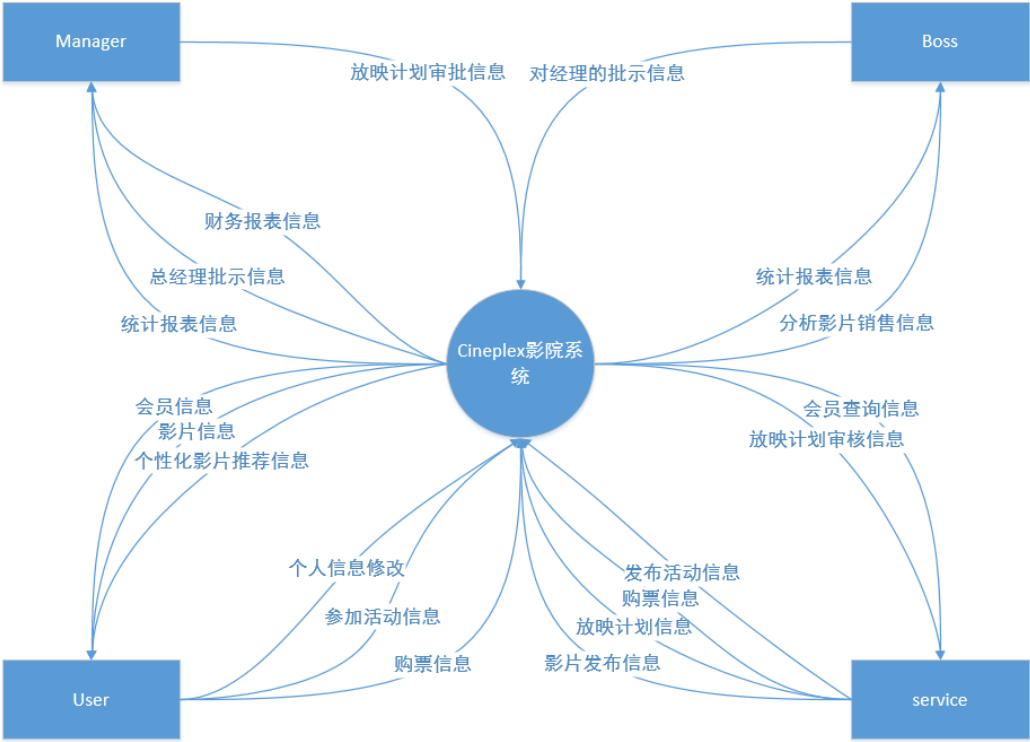 Manager
Boss
放映计划审批信息
对经理的批示信息
财务报表信息
总经理批示信息
统计报表信息
统计报表信息
分析影片销售信息
Cineplex影院系
统
会员信息
影片信息
个性化影片推荐信息
会员查询信息
放映计划审核信息
个人信息修改
参加活动信息
购票信息
发布活动信息
购票信息
放映计划信息
影片发布信息
User
service